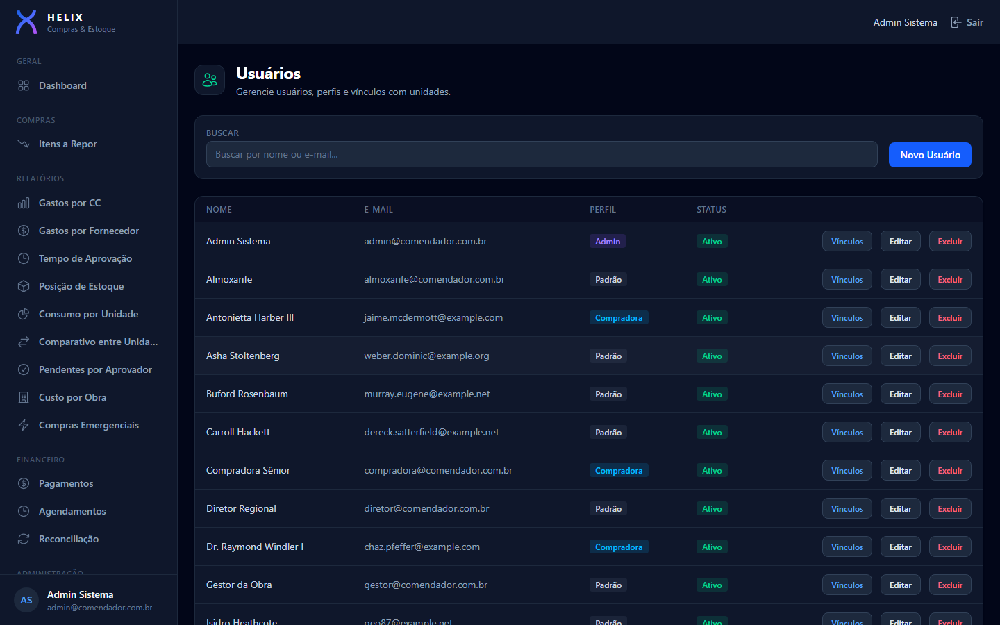 HELIX
Compras & Estoque
Admin Sistema
Sair
GERAL
Dashboard
COMPRAS
Itens a Repor
RELATÓRIOS
Gastos por CC
Gastos por Fornecedor
Tempo de Aprovação
Posição de Estoque
Consumo por Unidade
Comparativo entre Unida...
Pendentes por Aprovador
Custo por Obra
Compras Emergenciais
FINANCEIRO
Pagamentos
Agendamentos
Reconciliação
ADMINISTRAÇÃO
AS
Admin Sistema
admin@comendador.com.br
Usuários
Gerencie usuários, perfis e vínculos com unidades.
BUSCAR
Buscar por nome ou e-mail...
Novo Usuário
NOME E-MAIL PERFIL STATUS
Admin Sistema admin@comendador.com.br Admin Ativo Vínculos Editar Excluir
Almoxarife almoxarife@comendador.com.br Padrão Ativo Vínculos Editar Excluir
Antonietta Harber III jaime.mcdermott@example.com Compradora Ativo Vínculos Editar Excluir
Asha Stoltenberg weber.dominic@example.org Padrão Ativo Vínculos Editar Excluir
Buford Rosenbaum murray.eugene@example.net Padrão Ativo Vínculos Editar Excluir
Carroll Hackett dereck.satterfield@example.net Padrão Ativo Vínculos Editar Excluir
Compradora Sênior compradora@comendador.com.br Compradora Ativo Vínculos Editar Excluir
Diretor Regional diretor@comendador.com.br Padrão Ativo Vínculos Editar Excluir
Dr. Raymond Windler I chaz.pfeffer@example.com Compradora Ativo Vínculos Editar Excluir
Gestor da Obra gestor@comendador.com.br Padrão Ativo Vínculos Editar Excluir
Isidro Heathcote geo87@example.net Padrão Ativo Vínculos Editar Excluir